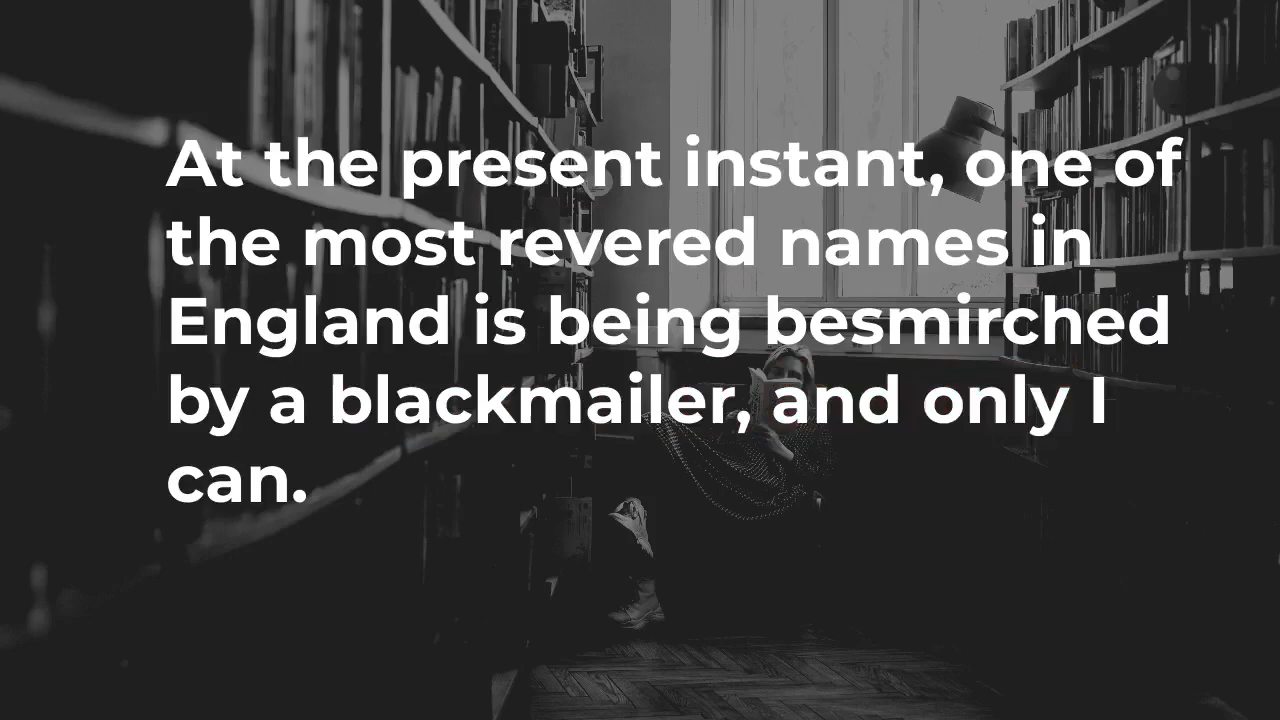 At the present instant, one of
the most revered names in
England is being besmirched
by a blackmailer, and only I
can.